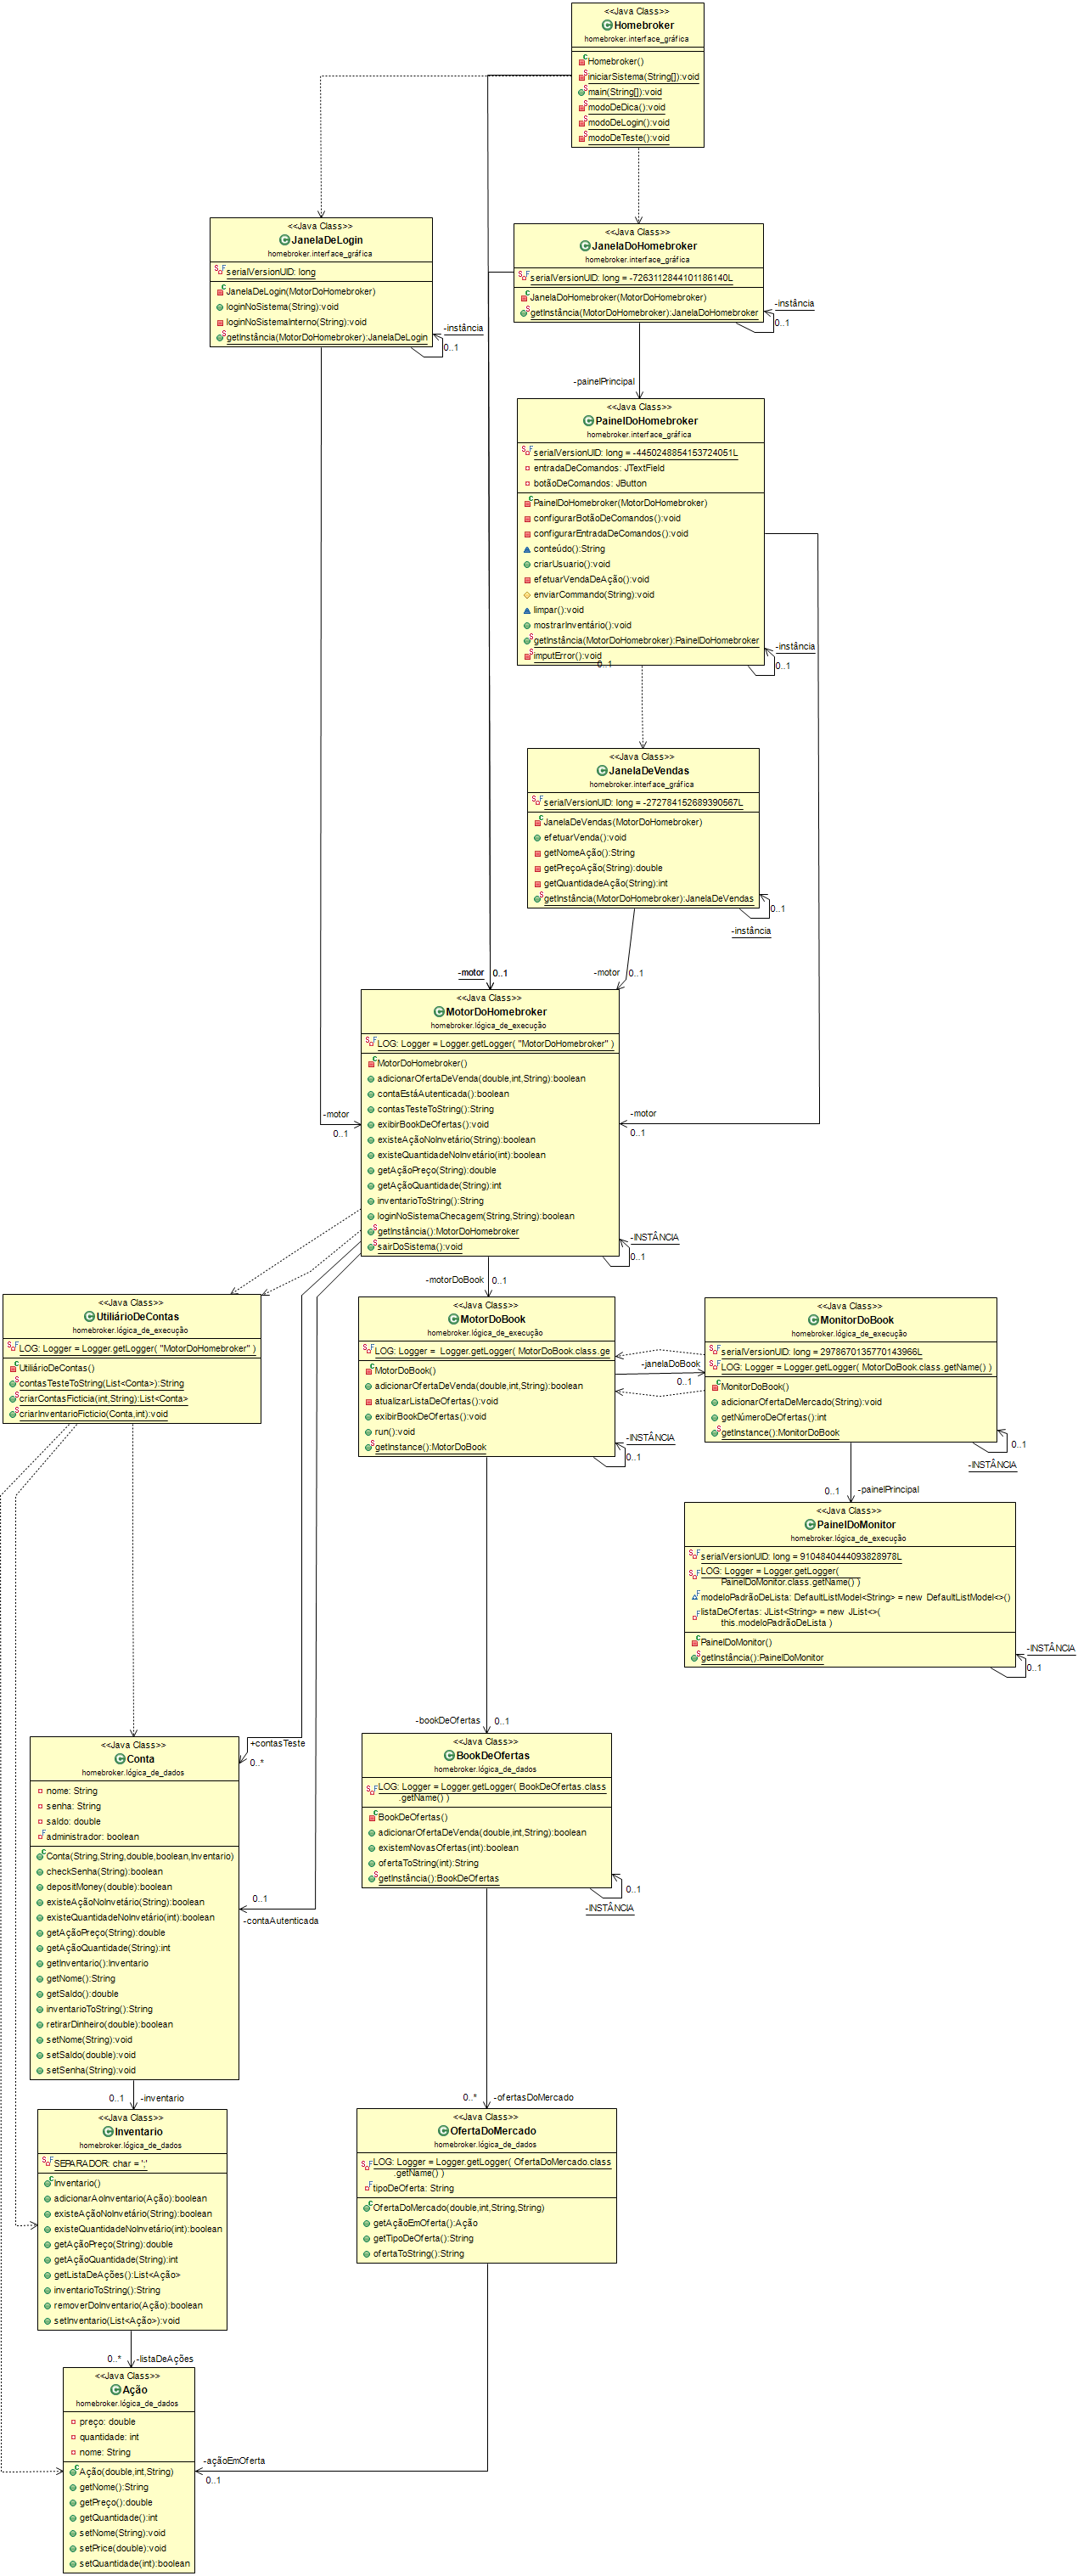 <<Java Class>>
Homebroker
homebroker.interface_gráfica
Homebroker()
iniciarSistema(String[]):void
main(String[]):void
modoDeDica():void
modoDeLogin():void
modoDeTeste():void
<<Java Class>>
JanelaDeLogin
homebroker.interface_gráfica
serialVersionUID: long
JanelaDeLogin(MotorDoHomebroker)
loginNoSistema(String):void
loginNoSistemaInterno(String):void
getInstância(MotorDoHomebroker):JanelaDeLogin
-instância
0..1
<<Java Class>>
JanelaDoHomebroker
homebroker.interface_gráfica
serialVersionUID: long = -7263112844101186140L
JanelaDoHomebroker(MotorDoHomebroker)
getInstância(MotorDoHomebroker):JanelaDoHomebroker
-instância
0..1
-painelPrincipal
<<Java Class>>
PainelDoHomebroker
homebroker.interface_gráfica
serialVersionUID: long = -4450248854153724051L
entradaDeComandos: JTextField
botãoDeComandos: JButton
PainelDoHomebroker(MotorDoHomebroker)
configurarBotãoDeComandos():void
configurarEntradaDeComandos():void
conteúdo():String
criarUsuario():void
efetuarVendaDeAção():void
enviarCommando(String):void
limpar():void
mostrarInventário():void
getInstância(MotorDoHomebroker):PainelDoHomebroker
imputError():void
0..1
-instância
0..1
<<Java Class>>
JanelaDeVendas
homebroker.interface_gráfica
serialVersionUID: long = -272784152689390567L
JanelaDeVendas(MotorDoHomebroker)
efetuarVenda():void
getNomeAção():String
getPreçoAção(String):double
getQuantidadeAção(String):int
getInstância(MotorDoHomebroker):JanelaDeVendas
0..1
-instância
-motor 0..1
-motor 0..1
<<Java Class>>
MotorDoHomebroker
homebroker.lógica_de_execução
LOG: Logger = Logger.getLogger( "MotorDoHomebroker" )
MotorDoHomebroker()
adicionarOfertaDeVenda(double,int,String):boolean
contaEstáAutenticada():boolean
contasTesteToString():String
exibirBookDeOfertas():void
existeAçãoNoInvetário(String):boolean
existeQuantidadeNoInvetário(int):boolean
getAçãoPreço(String):double
getAçãoQuantidade(String):int
inventarioToString():String
loginNoSistemaChecagem(String,String):boolean
getInstância():MotorDoHomebroker
sairDoSistema():void
-motor
0..1
-motor
0..1
-INSTÂNCIA
0..1
-motorDoBook 0..1
<<Java Class>>
UtiliárioDeContas
homebroker.lógica_de_execução
LOG: Logger = Logger.getLogger( "MotorDoHomebroker" )
UtiliárioDeContas()
contasTesteToString(List<Conta>):String
criarContasFicticia(int,String):List<Conta>
criarInventarioFicticio(Conta,int):void
<<Java Class>>
MotorDoBook
homebroker.lógica_de_execução
LOG: Logger = Logger.getLogger( MotorDoBook.class.ge
MotorDoBook()
adicionarOfertaDeVenda(double,int,String):boolean
atualizarListaDeOfertas():void
exibirBookDeOfertas():void
run():void
getInstance():MotorDoBook
-janelaDoBook
0..1
-INSTÂNCIA
0..1
<<Java Class>>
MonitorDoBook
homebroker.lógica_de_execução
serialVersionUID: long = 2978670135770143966L
LOG: Logger = Logger.getLogger( MotorDoBook.class.getName() )
MonitorDoBook()
adicionarOfertaDeMercado(String):void
getNúmeroDeOfertas():int
getInstance():MonitorDoBook
0..1
-INSTÂNCIA
0..1 -painelPrincipal
<<Java Class>>
PainelDoMonitor
homebroker.lógica_de_execução
serialVersionUID: long = 9104840444093828978L
LOG: Logger = Logger.getLogger(
PainelDoMonitor.class.getName() )
modeloPadrãoDeLista: DefaultListModel<String> = new DefaultListModel<>()
listaDeOfertas: JList<String> = new JList<>(
this.modeloPadrãoDeLista )
PainelDoMonitor()
getInstância():PainelDoMonitor
-INSTÂNCIA
0..1
-bookDeOfertas 0..1
+contasTeste
0..*
<<Java Class>>
Conta
homebroker.lógica_de_dados
nome: String
senha: String
saldo: double
administrador: boolean
Conta(String,String,double,boolean,Inventario)
checkSenha(String):boolean
depositMoney(double):boolean
existeAçãoNoInvetário(String):boolean
existeQuantidadeNoInvetário(int):boolean
getAçãoPreço(String):double
getAçãoQuantidade(String):int
getInventario():Inventario
getNome():String
getSaldo():double
inventarioToString():String
retirarDinheiro(double):boolean
setNome(String):void
setSaldo(double):void
setSenha(String):void
0..1
-contaAutenticada
<<Java Class>>
BookDeOfertas
homebroker.lógica_de_dados
LOG: Logger = Logger.getLogger( BookDeOfertas.class
.getName() )
BookDeOfertas()
adicionarOfertaDeVenda(double,int,String):boolean
existemNovasOfertas(int):boolean
ofertaToString(int):String
getInstância():BookDeOfertas
0..1
-INSTÂNCIA
0..1 -inventario
0..* -ofertasDoMercado
<<Java Class>>
Inventario
homebroker.lógica_de_dados
SEPARADOR: char = ';'
Inventario()
adicionarAoInventario(Ação):boolean
existeAçãoNoInvetário(String):boolean
existeQuantidadeNoInvetário(int):boolean
getAçãoPreço(String):double
getAçãoQuantidade(String):int
getListaDeAções():List<Ação>
inventarioToString():String
removerDoInventario(Ação):boolean
setInventario(List<Ação>):void
<<Java Class>>
OfertaDoMercado
homebroker.lógica_de_dados
LOG: Logger = Logger.getLogger( OfertaDoMercado.class
.getName() )
tipoDeOferta: String
OfertaDoMercado(double,int,String,String)
getAçãoEmOferta():Ação
getTipoDeOferta():String
ofertaToString():String
0..* -listaDeAções
<<Java Class>>
Ação
homebroker.lógica_de_dados
preço: double
quantidade: int
nome: String
Ação(double,int,String)
getNome():String
getPreço():double
getQuantidade():int
setNome(String):void
setPrice(double):void
setQuantidade(int):boolean
-açãoEmOferta
0..1